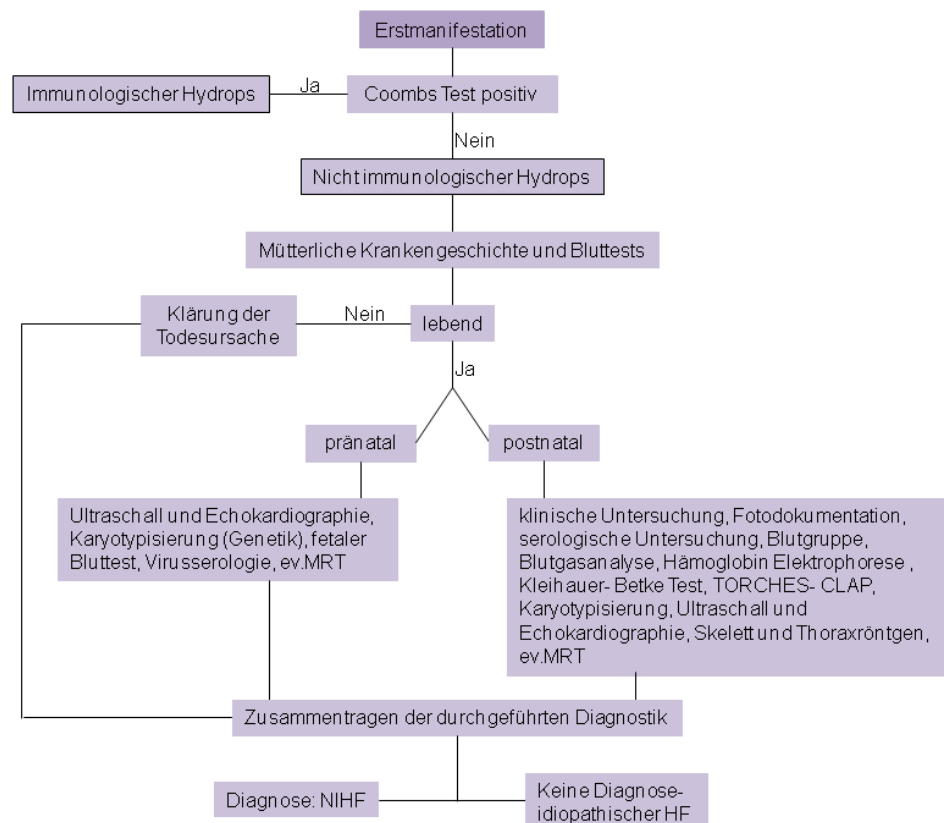 Erstmanifestation
Immunologischer Hydrops
Ja
Coombs Test positiv
Nein
Nicht immunologischer Hydrops
Mütterliche Krankengeschichte und Bluttests
Klärung der
Todesursache
Nein
lebend
Ja
pränatal
postnatal
Ultraschall und Echokardiographie,
Karyotypisierung (Genetik), fetaler
Bluttest, Virusserologie, ev.MRT
klinische Untersuchung, Fotodokumentation,
serologische Untersuchung, Blutgruppe,
Blutgasanalyse, Hämoglobin Elektrophorese ,
Kleihauer- Betke Test, TORCHES- CLAP,
Karyotypisierung, Ultraschall und
Echokardiographie, Skelett und Thoraxröntgen,
ev.MRT
Zusammentragen der durchgeführten Diagnostik
Diagnose: NIHF
Keine Diagnose-
idiopathischer HF